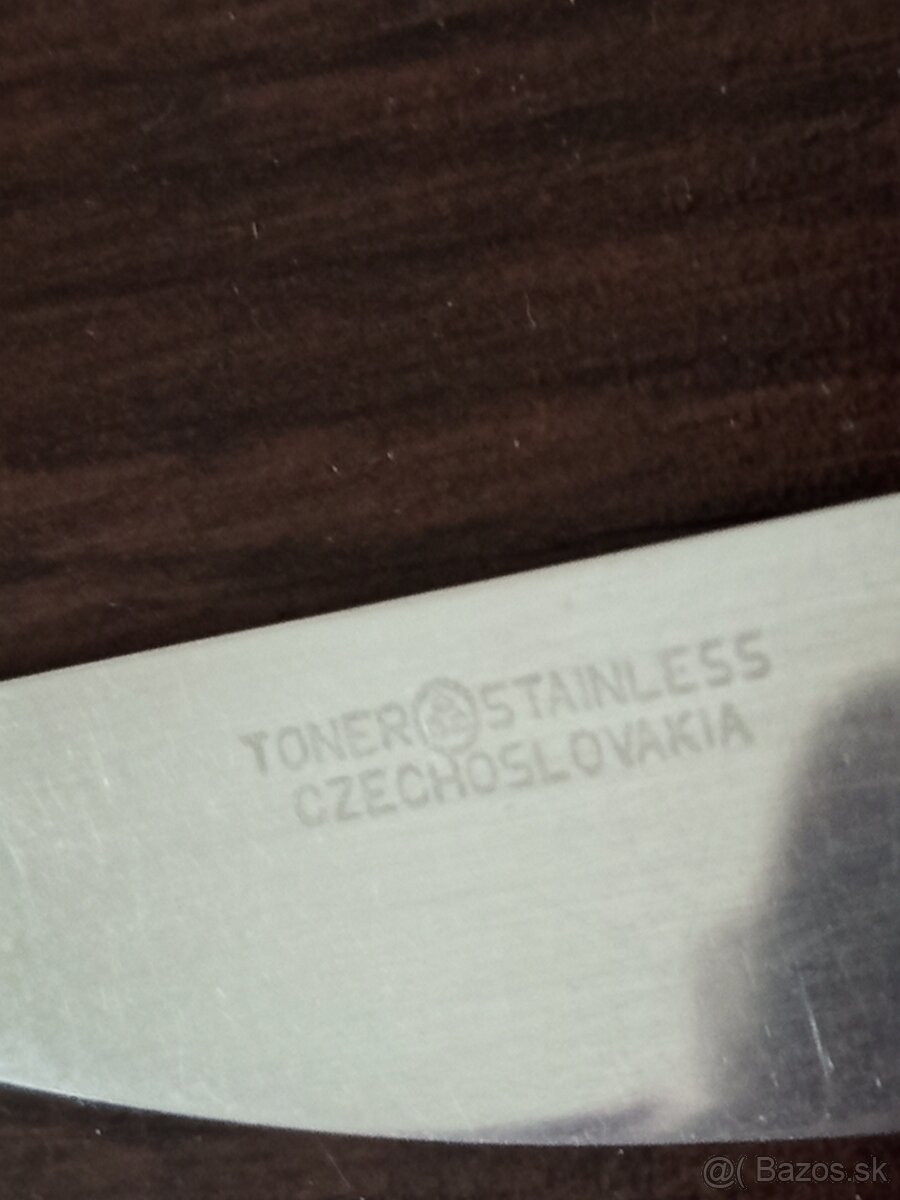 TONER STAINLESS
CZECHOSLOVAKIA
@( Bazos.sk